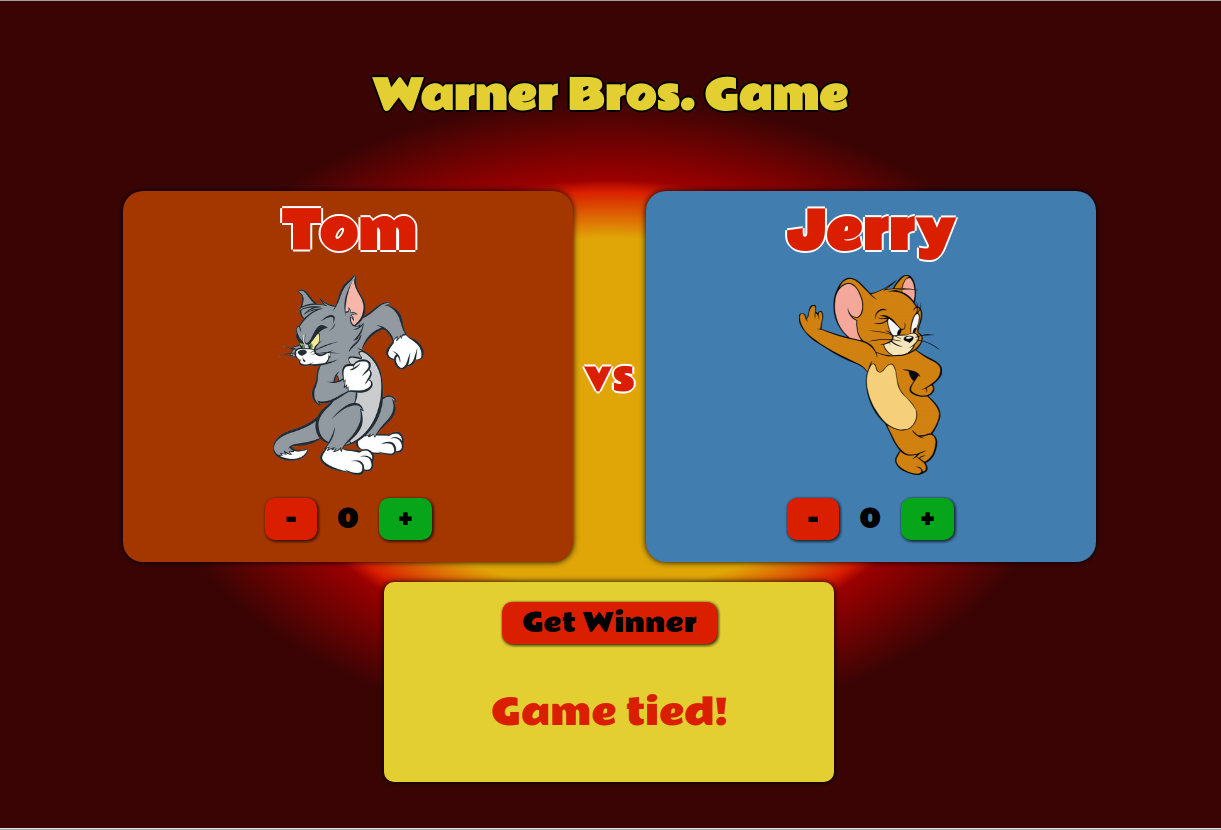 Warner Bros. Game
Tom
Jerry
vs
- 0 +
- 0 +
Get Winner
Game tied!